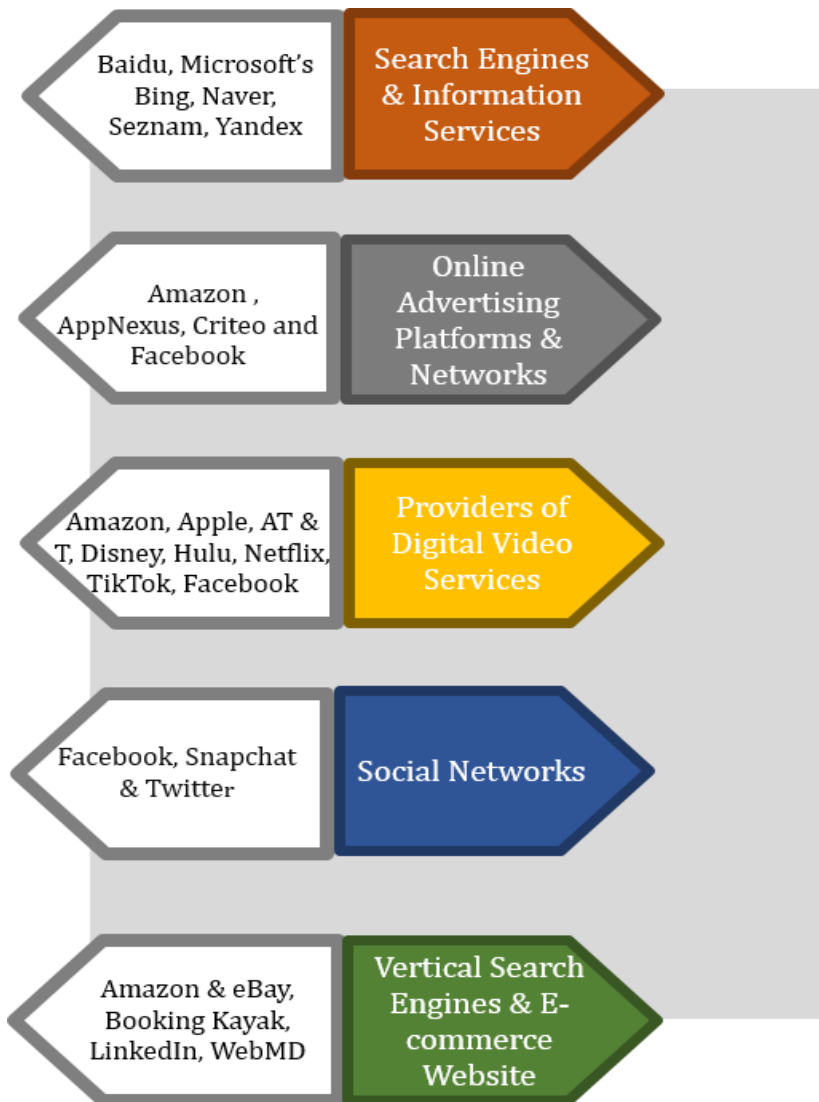 Baidu, Microsoft’s
Bing, Naver,
Seznam, Yandex
Search Engines
& Information
Services
Amazon ,
AppNexus, Criteo and
Facebook
Online
Advertising
Platforms &
Networks
Amazon, Apple, AT &
T, Disney, Hulu, Netflix,
TikTok, Facebook
Providers of
Digital Video
Services
Facebook, Snapchat
& Twitter
Social Networks
Amazon & eBay,
Booking Kayak,
LinkedIn, WebMD
Vertical Search
Engines & E-
commerce
Website